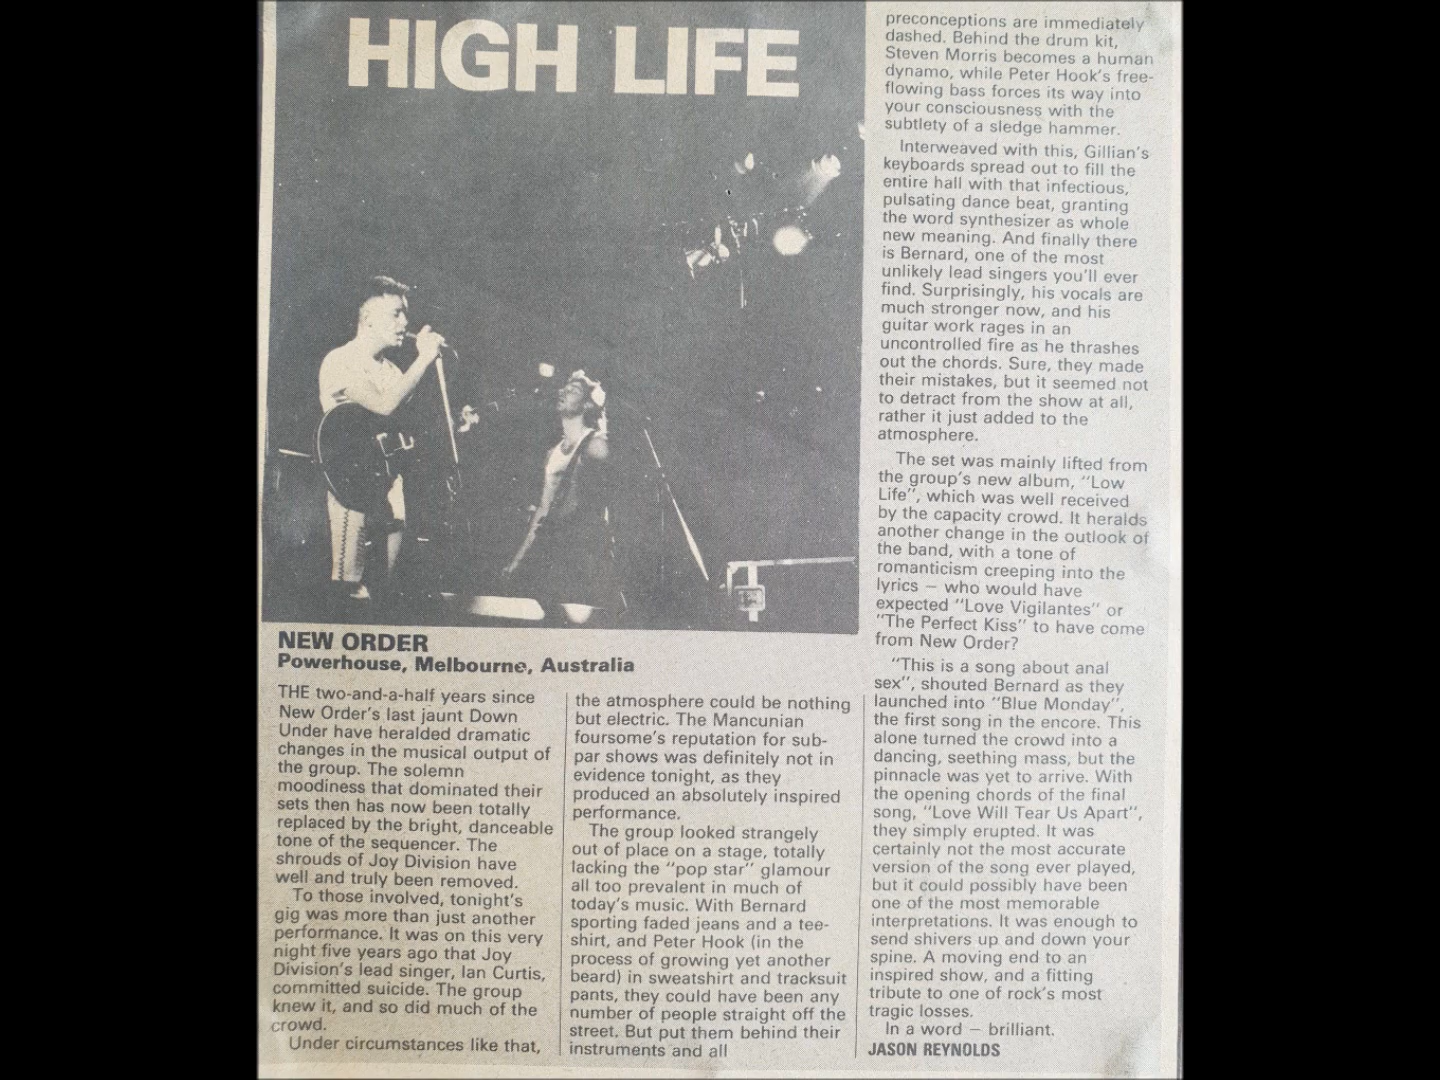 HIGH LIFE
NEW ORDER
Powerhouse, Melbourne, Australia
THE two-and-a-half years since
New Order's last jaunt Down
Under have heralded dramatic
changes in the musical output of
the group. The solemn
moodiness that dominated their
sets then has now been totally
replaced by the bright, danceable
tone of the sequencer. The
shrouds of Joy Division have
well and truly been removed.
To those involved, tonight's
gig was more than just another
performance. It was on this very
night five years ago that Joy
Division's lead singer, Ian Curtis,
committed suicide. The group
knew it, and so did much of the
crowd.
Under circumstances like that,
the atmosphere could be nothing
but electric. The Mancunian
foursome's reputation for sub-
par shows was definitely not in
evidence tonight, as they
produced an absolutely inspired
performance.
The group looked strangely
out of place on a stage, totally
lacking the "pop star" glamour
all too prevalent in much of
today's music. With Bernard
sporting faded jeans and a tee-
shirt, and Peter Hook (in the
process of growing yet another
beard) in sweatshirt and tracksuit
pants, they could have been any
number of people straight off the
street. But put them behind their
instruments and all
preconceptions are immediately
dashed. Behind the drum kit,
Steven Morris becomes a human
dynamo, while Peter Hook's free-
flowing bass forces its way into
your consciousness with the
subtlety of a sledge hammer.
Interweaved with this, Gillian's
keyboards spread out to fill the
entire hall with that infectious,
pulsating dance beat, granting
the word synthesizer as whole
new meaning. And finally there
is Bernard, one of the most
unlikely lead singers you'll ever
find. Surprisingly, his vocals are
much stronger now, and his
guitar work rages in an
uncontrolled fire as he thrashes
out the chords. Sure, they made
their mistakes, but it seemed not
to detract from the show at all,
rather it just added to the
atmosphere.
The set was mainly lifted from
the group's new album, "Low
Life", which was well received
by the capacity crowd. It heralds
another change in the outlook of
the band, with a tone of
romanticism creeping into the
lyrics — who would have
expected "Love Vigilantes" or
"The Perfect Kiss" to have come
from New Order?
"This is a song about anal
sex", shouted Bernard as they
launched into "Blue Monday",
the first song in the encore. This
alone turned the crowd into a
dancing, seething mass, but the
pinnacle was yet to arrive. With
the opening chords of the final
song, "Love Will Tear Us Apart",
they simply erupted. It was
certainly not the most accurate
version of the song ever played,
but it could possibly have been
one of the most memorable
interpretations. It was enough to
send shivers up and down your
spine. A moving end to an
inspired show, and a fitting
tribute to one of rock's most
tragic losses.
In a word — brilliant.
JASON REYNOLDS